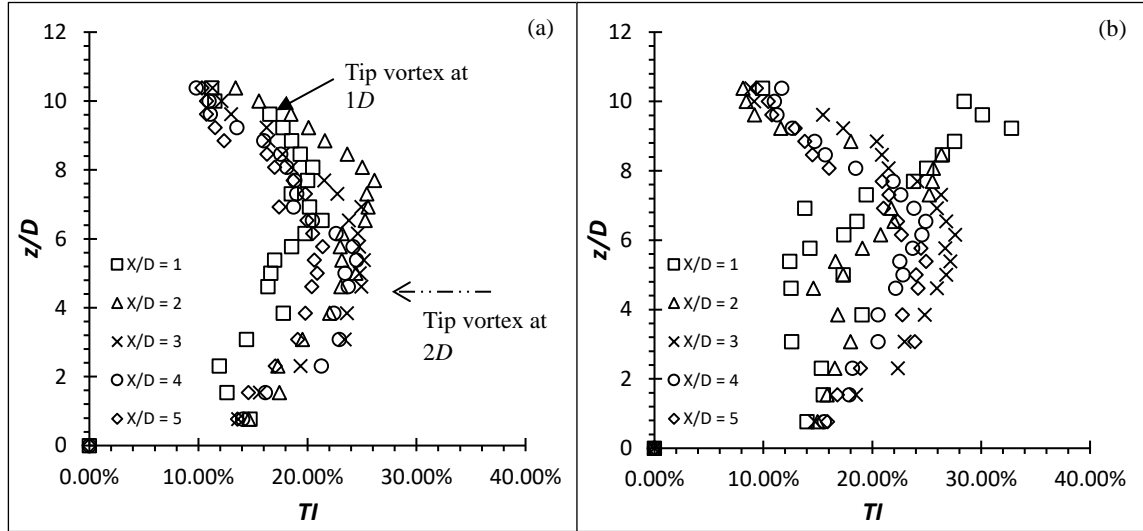 (a)
12
10
8
6
4
2
0
z/D
Tip vortex at
1D
X/D = 1
X/D = 2
X/D = 3
X/D = 4
X/D = 5
Tip vortex at
2D
0.00% 10.00% 20.00% 30.00% 40.00%
TI
(b)
12
10
8
6
4
2
0
z/D
X/D = 1
X/D = 2
X/D = 3
X/D = 4
X/D = 5
0.00% 10.00% 20.00% 30.00% 40.00%
TI